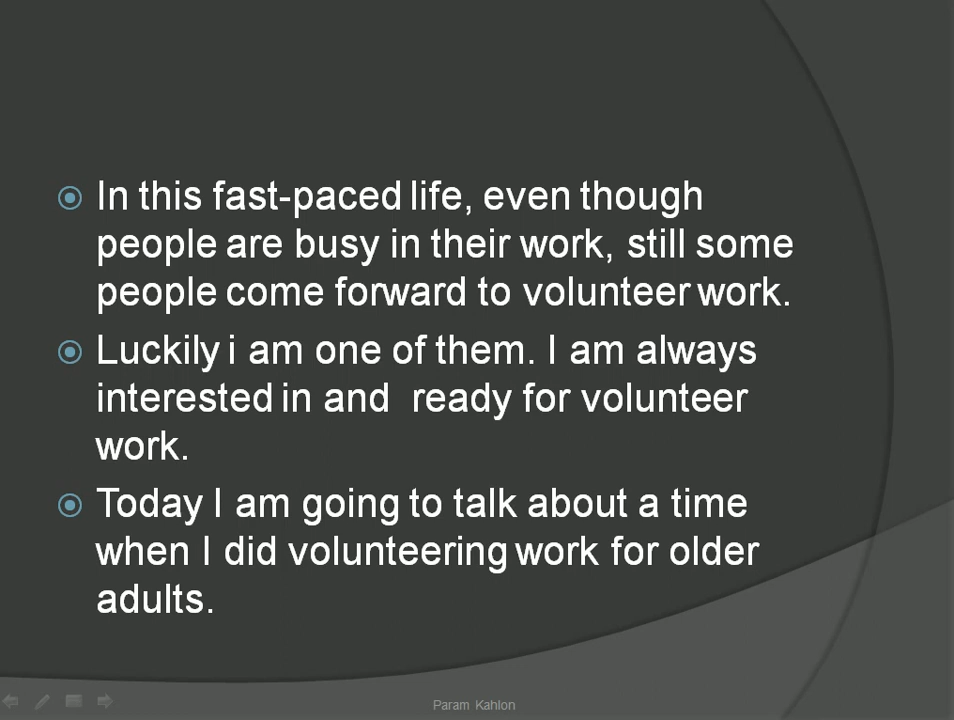 In this fast-paced life, even though
people are busy in their work, still some
people come forward to volunteer work.
Luckily i am one of them. I am always
interested in and  ready for volunteer
work.
Today I am going to talk about a time
when I did volunteering work for older
adults.
Param Kahlon